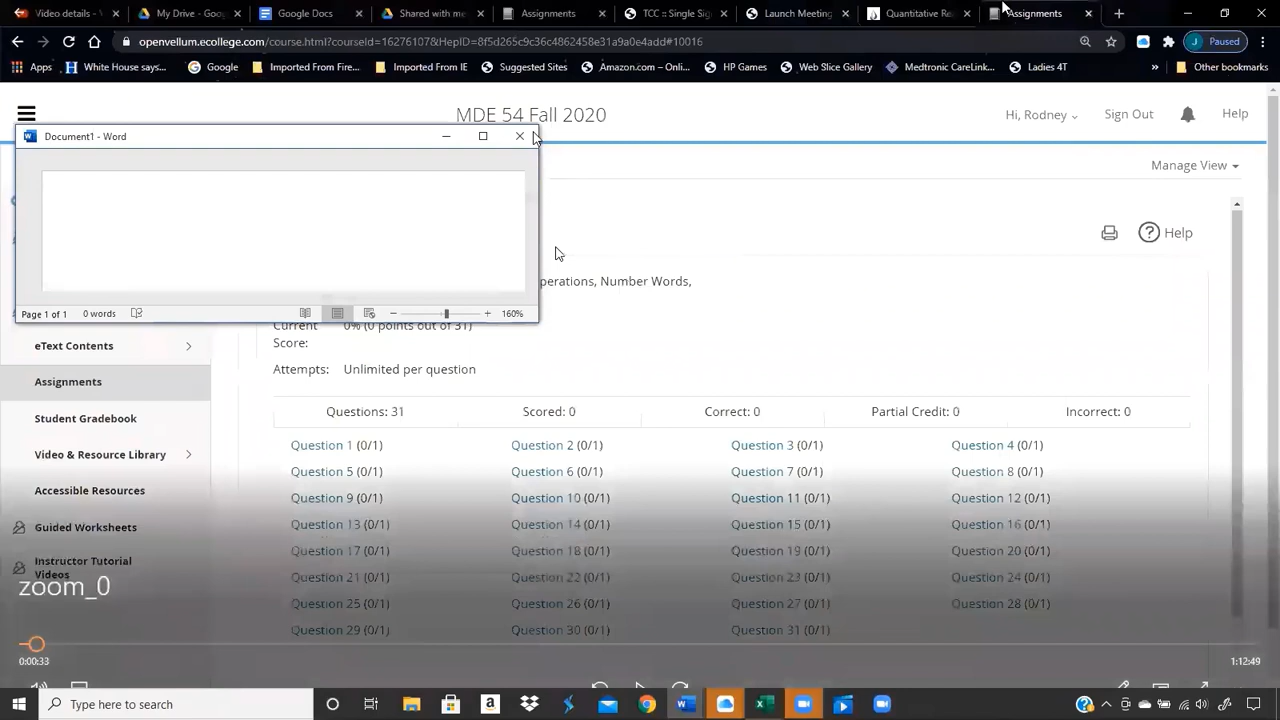 Video details - V
My Drive - Goog
Google Docs
Shared with me
Assignments
TCC :: Single Sig
Launch Meeting
Quantitative Re
Assignments
openvellum.ecollege.com/course.html?courseId=16276107&HepID=8f5d265c9c36c4862458e31a9a0e4add#10016
J Paused
Apps
White House says...
Google
Imported From Fire...
Imported From IE
Suggested Sites
Amazon.com – Onli...
HP Games
Web Slice Gallery
Medtronic CareLink...
Ladies 4T
»
Other bookmarks
MDE 54 Fall 2020
Hi, Rodney
Sign Out
Help
Document1 - Word
Manage View
Help
perations, Number Words,
Page 1 of 1 0 words 160%
Current Score: 0% (0 points out of 31)
Attempts: Unlimited per question
eText Contents
Assignments
Student Gradebook
Video & Resource Library
Accessible Resources
Guided Worksheets
Instructor Tutorial
Videos
Questions: 31 Scored: 0 Correct: 0 Partial Credit: 0 Incorrect: 0
Question 1 (0/1) Question 2 (0/1) Question 3 (0/1) Question 4 (0/1)
Question 5 (0/1) Question 6 (0/1) Question 7 (0/1) Question 8 (0/1)
Question 9 (0/1) Question 10 (0/1) Question 11 (0/1) Question 12 (0/1)
Question 13 (0/1) Question 14 (0/1) Question 15 (0/1) Question 16 (0/1)
Question 17 (0/1) Question 18 (0/1) Question 19 (0/1) Question 20 (0/1)
Question 21 (0/1) Question 22 (0/1) Question 23 (0/1) Question 24 (0/1)
Question 25 (0/1) Question 26 (0/1) Question 27 (0/1) Question 28 (0/1)
Question 29 (0/1) Question 30 (0/1) Question 31 (0/1)
zoom_0
0:00:33
1:12:49
Type here to search